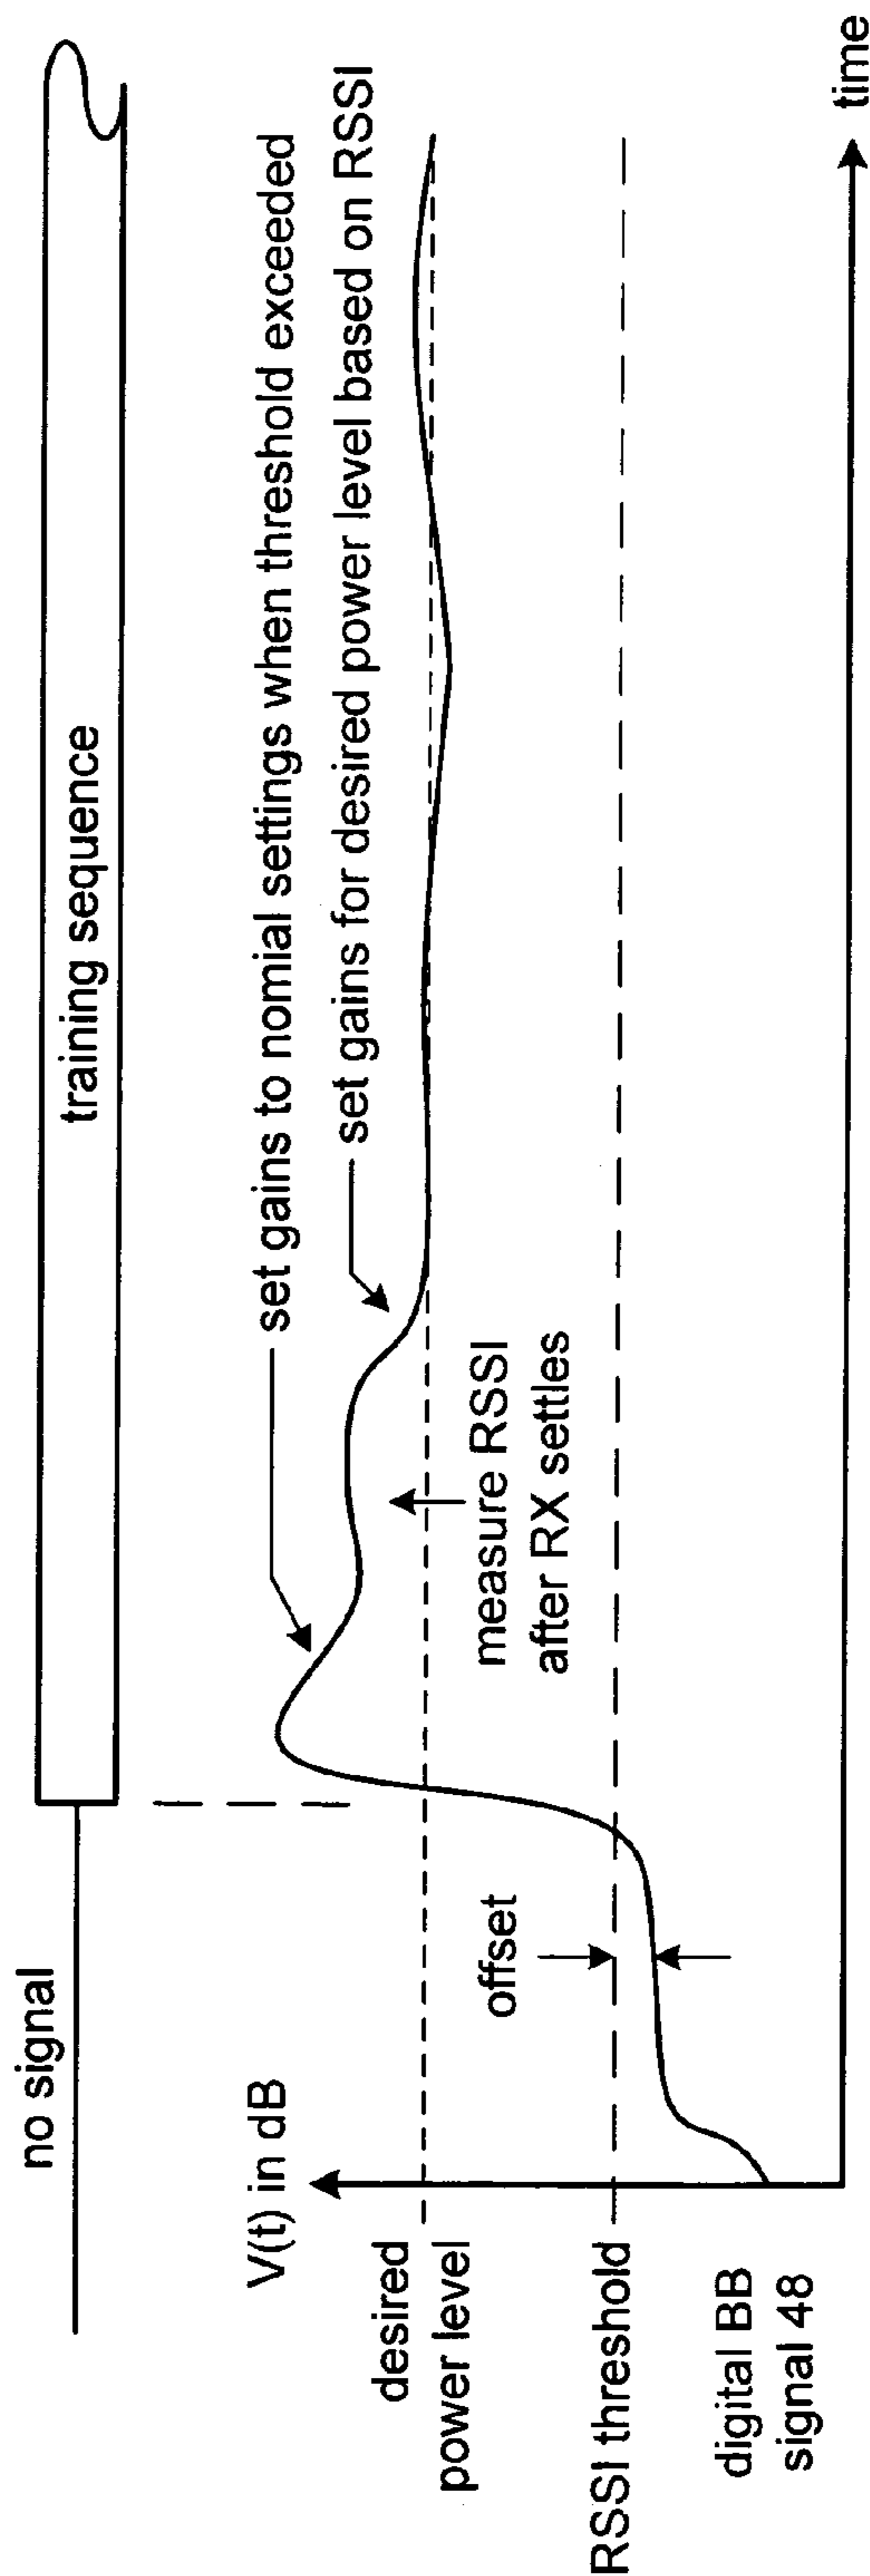 no signal
training sequence
V(t) in dB
set gains to nomial settings when threshold exceeded
set gains for desired power level based on RSSI
desired
power level
offset
measure RSSI
after RX settles
RSSI threshold
digital BB
signal 48
time